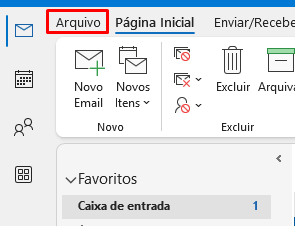 Arquivo Página Inicial Enviar/Recebe
Novo Email
Novos Itens
Excluir
Arquiva
Novo
Excluir
Favoritos
Caixa de entrada 1